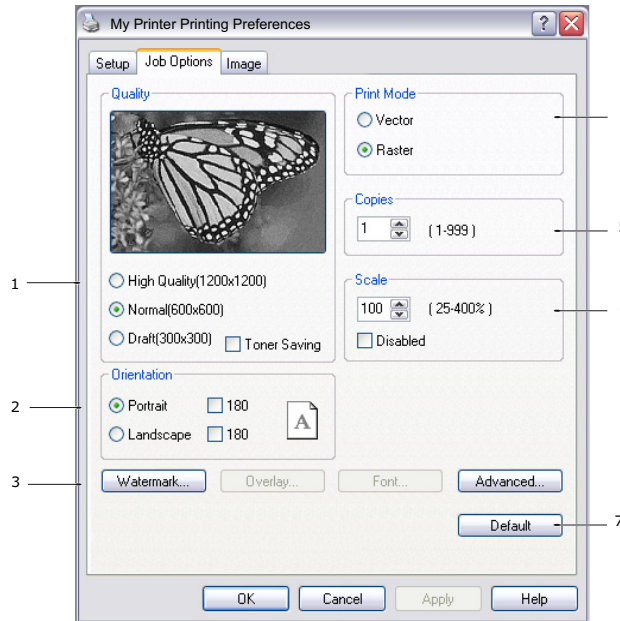 My Printer Printing Preferences
Setup Job Options Image
Quality
1
High Quality(1200x1200)
Normal(600x600)
Draft(300x300) Toner Saving
Orientation
2
Portrait 180
Landscape 180
A
Print Mode
Vector
Raster
Copies
1 (1-999)
Scale
100 (25-400%)
Disabled
3
Watermark... Overlay... Font... Advanced...
Default
7
OK Cancel Apply Help